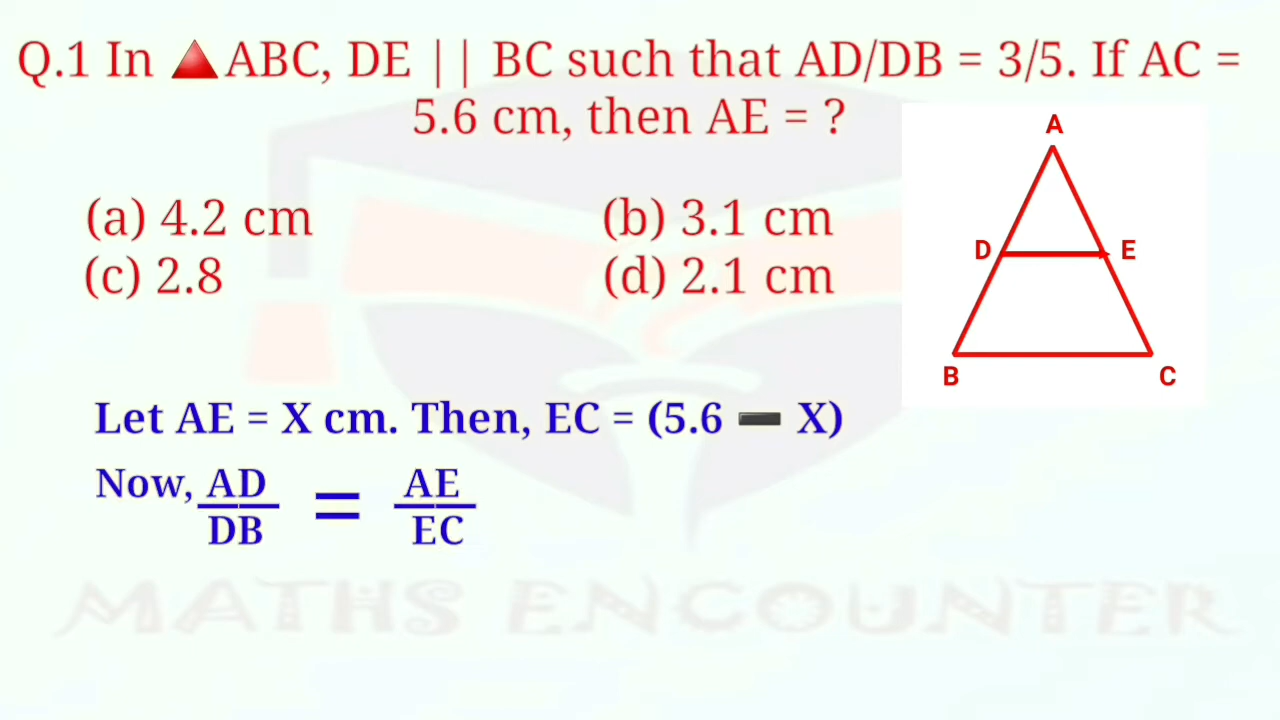 Q.1 In 🔺ABC, DE || BC such that AD/DB = 3/5. If AC =
5.6 cm, then AE = ?
(a) 4.2 cm (b) 3.1 cm
(c) 2.8 (d) 2.1 cm
A
D E
B C
Let AE = X cm. Then, EC = (5.6 ➖ X)
Now, AD/DB = AE/EC
MATHS ENCOUNTER